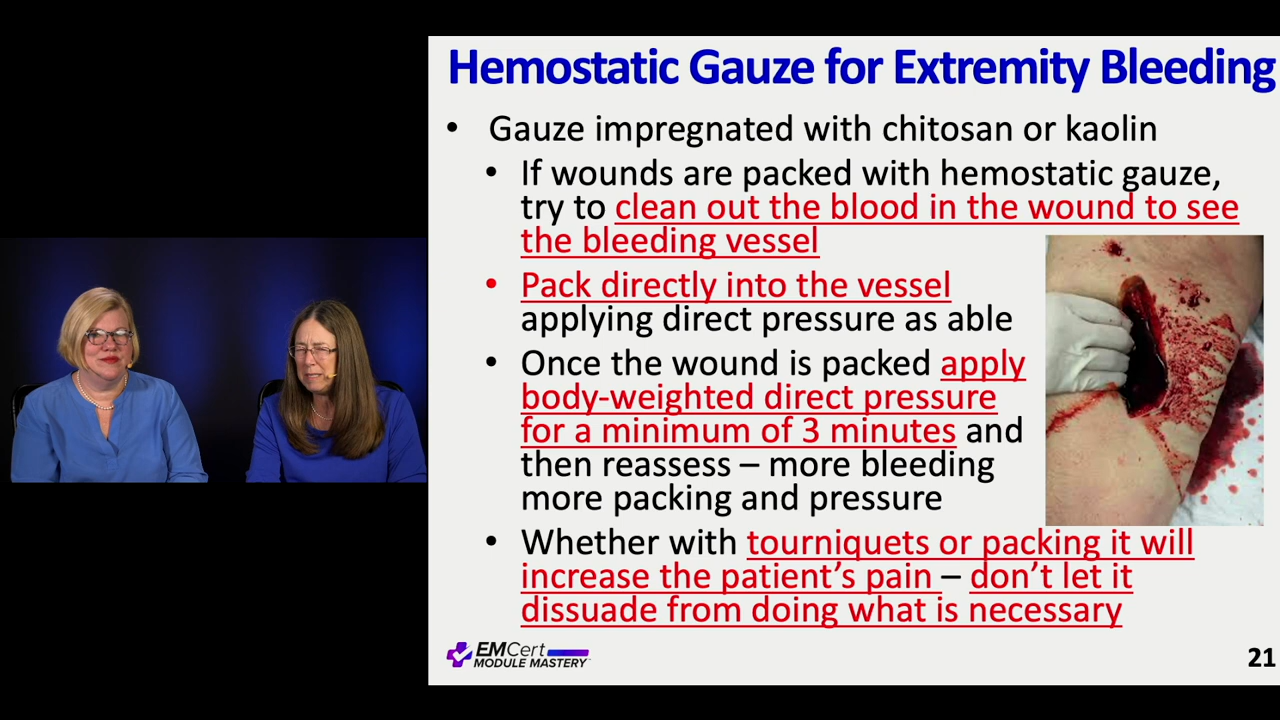 Hemostatic Gauze for Extremity Bleeding
• Gauze impregnated with chitosan or kaolin
• If wounds are packed with hemostatic gauze,
try to clean out the blood in the wound to see
the bleeding vessel
• Pack directly into the vessel
applying direct pressure as able
• Once the wound is packed apply
body-weighted direct pressure
for a minimum of 3 minutes and
then reassess – more bleeding
more packing and pressure
• Whether with tourniquets or packing it will
increase the patient's pain – don't let it
dissuade from doing what is necessary
EMCert
MODULE MASTERY
21